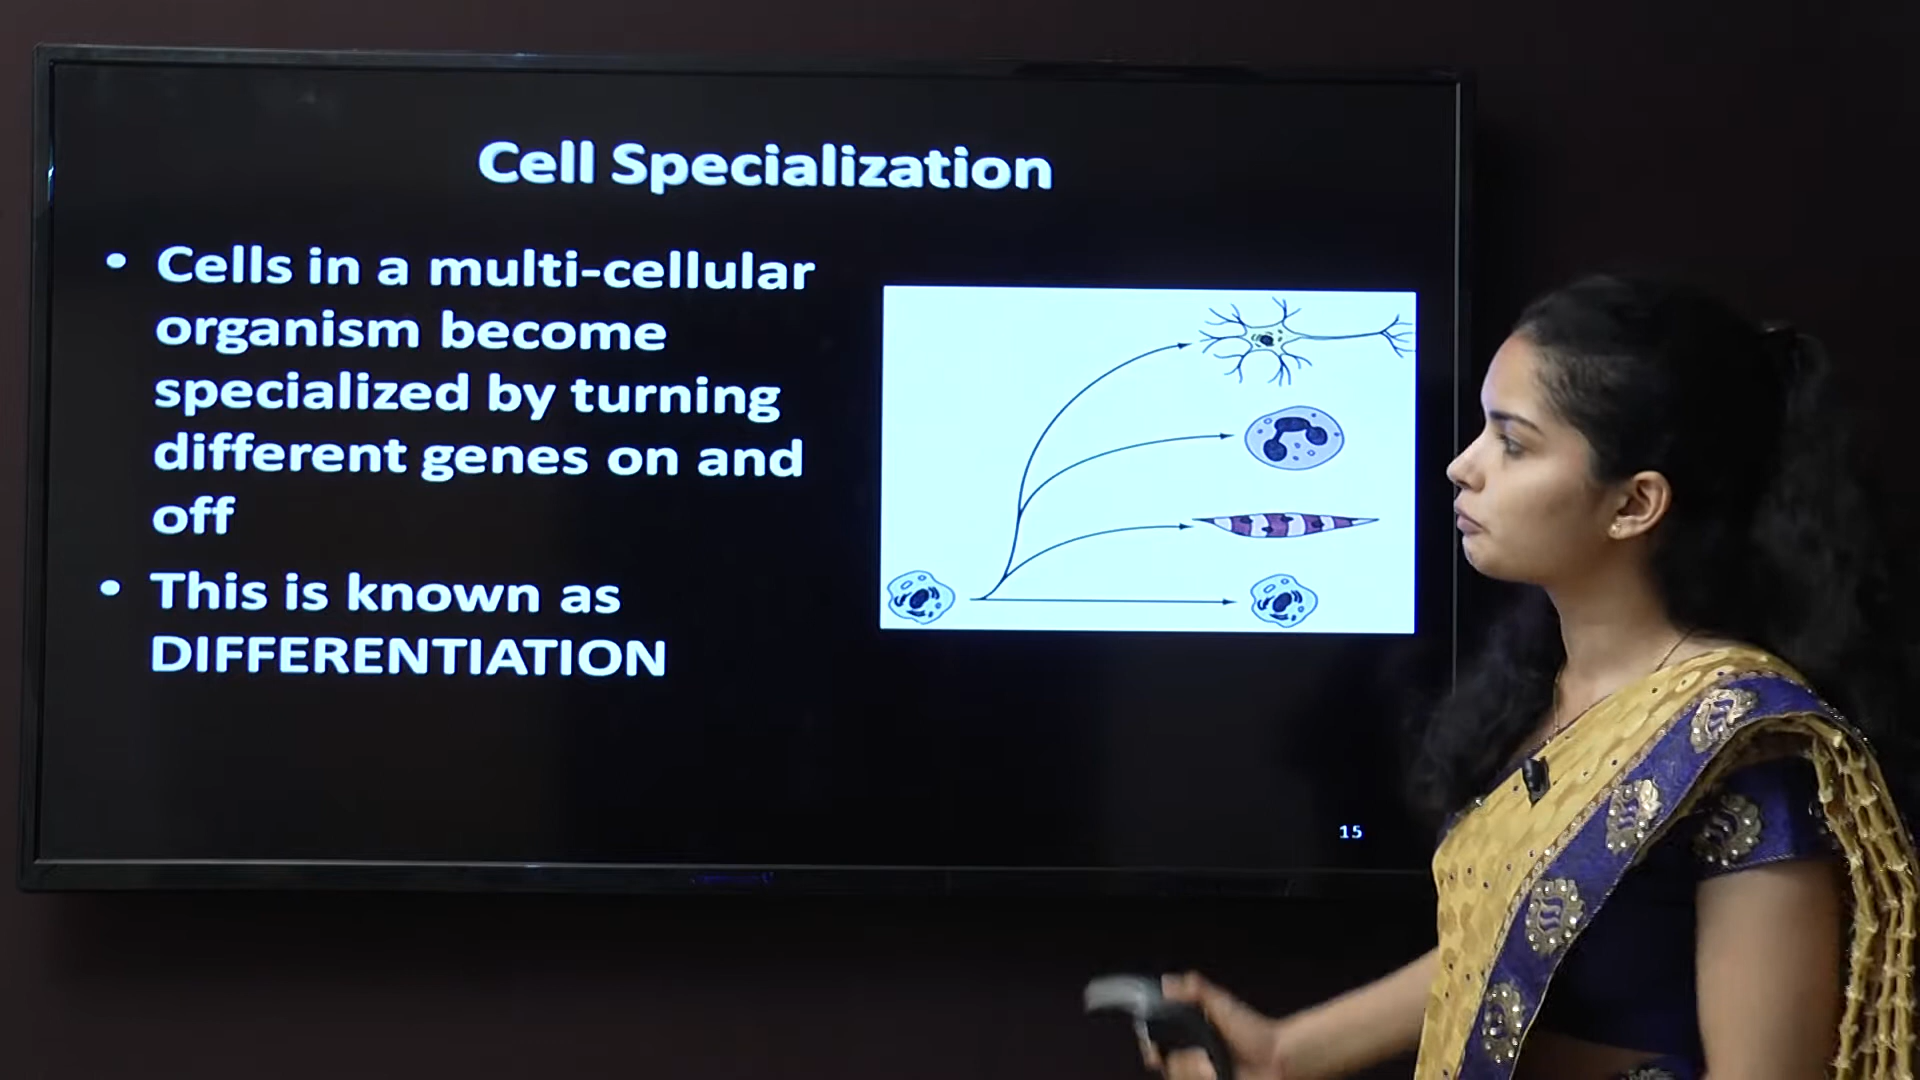 Cell Specialization
• Cells in a multi-cellular
organism become
specialized by turning
different genes on and
off
• This is known as
DIFFERENTIATION
15